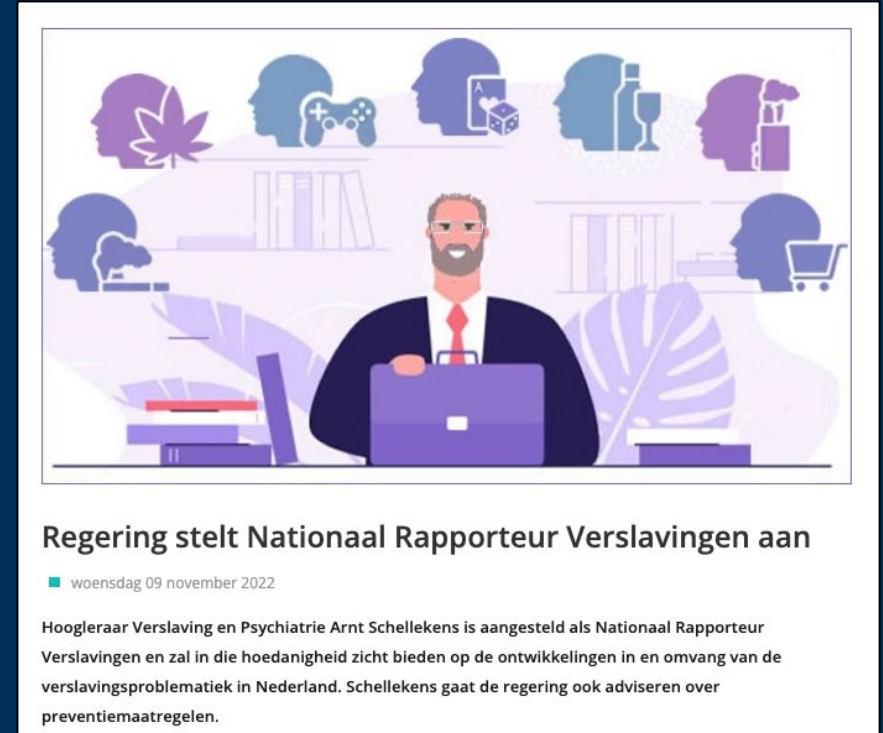 A
Regering stelt Nationaal Rapporteur Verslavingen aan
woensdag 09 november 2022
Hoogleraar Verslaving en Psychiatrie Arnt Schellekens is aangesteld als Nationaal Rapporteur
Verslavingen en zal in die hoedanigheid zicht bieden op de ontwikkelingen in en omvang van de
verslavingsproblematiek in Nederland. Schellekens gaat de regering ook adviseren over
preventiemaatregelen.